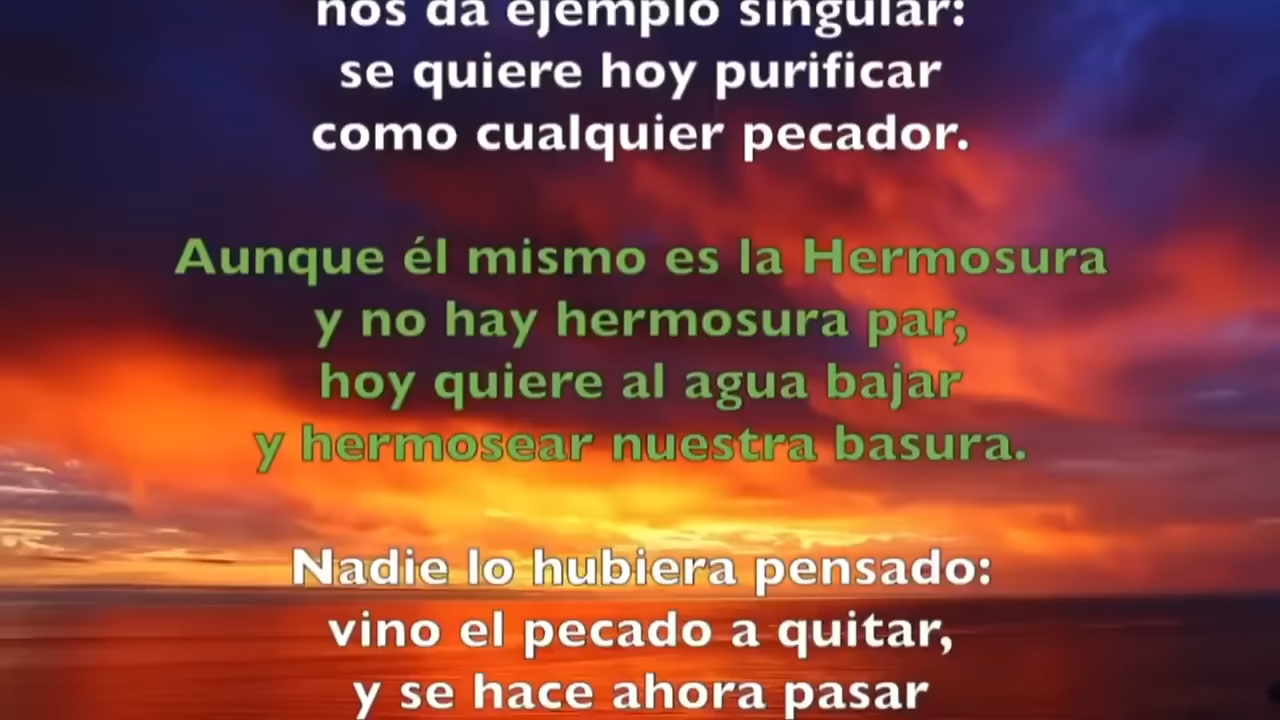 nos da ejemplo singular:
se quiere hoy purificar
como cualquier pecador.
Aunque él mismo es la Hermosura
y no hay hermosura par,
hoy quiere al agua bajar
y hermosear nuestra basura.
Nadie lo hubiera pensado:
vino el pecado a quitar,
y se hace ahora pasar